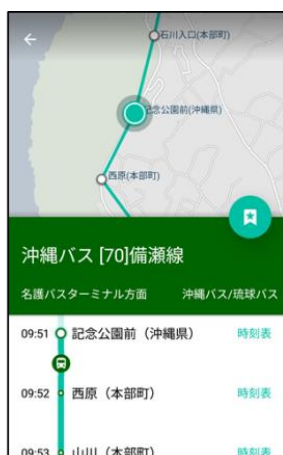 石川入口(本部町)
記念公園前(沖縄県)
西原(本部町)
沖縄バス [70]備瀬線
名護バスターミナル方面 沖縄バス/琉球バス
09:51 記念公園前（沖縄県） 時刻表
09:52 西原（本部町） 時刻表
09:53 山川（本部町） 時刻表